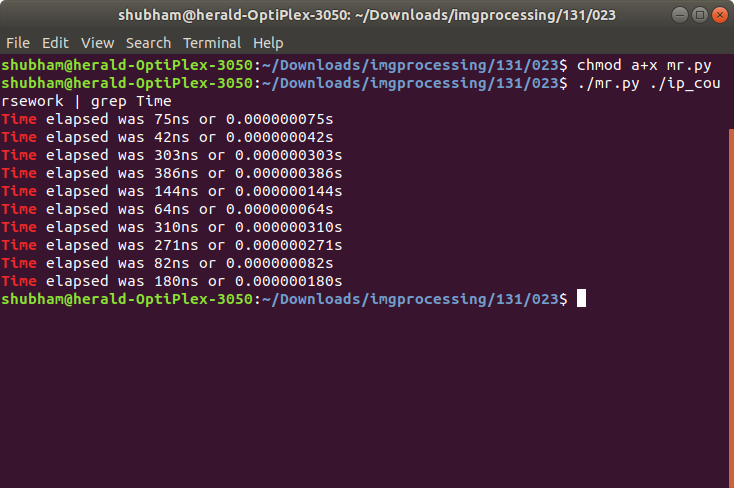 shubham@herald-OptiPlex-3050: ~/Downloads/imgprocessing/131/023
File Edit View Search Terminal Help
shubham@herald-OptiPlex-3050:~/Downloads/imgprocessing/131/023$ chmod a+x mr.py
shubham@herald-OptiPlex-3050:~/Downloads/imgprocessing/131/023$ ./mr.py ./ip_cou
rsework | grep Time
Time elapsed was 75ns or 0.000000075s
Time elapsed was 42ns or 0.000000042s
Time elapsed was 303ns or 0.000000303s
Time elapsed was 386ns or 0.000000386s
Time elapsed was 144ns or 0.000000144s
Time elapsed was 64ns or 0.000000064s
Time elapsed was 310ns or 0.000000310s
Time elapsed was 271ns or 0.000000271s
Time elapsed was 82ns or 0.000000082s
Time elapsed was 180ns or 0.000000180s
shubham@herald-OptiPlex-3050:~/Downloads/imgprocessing/131/023$